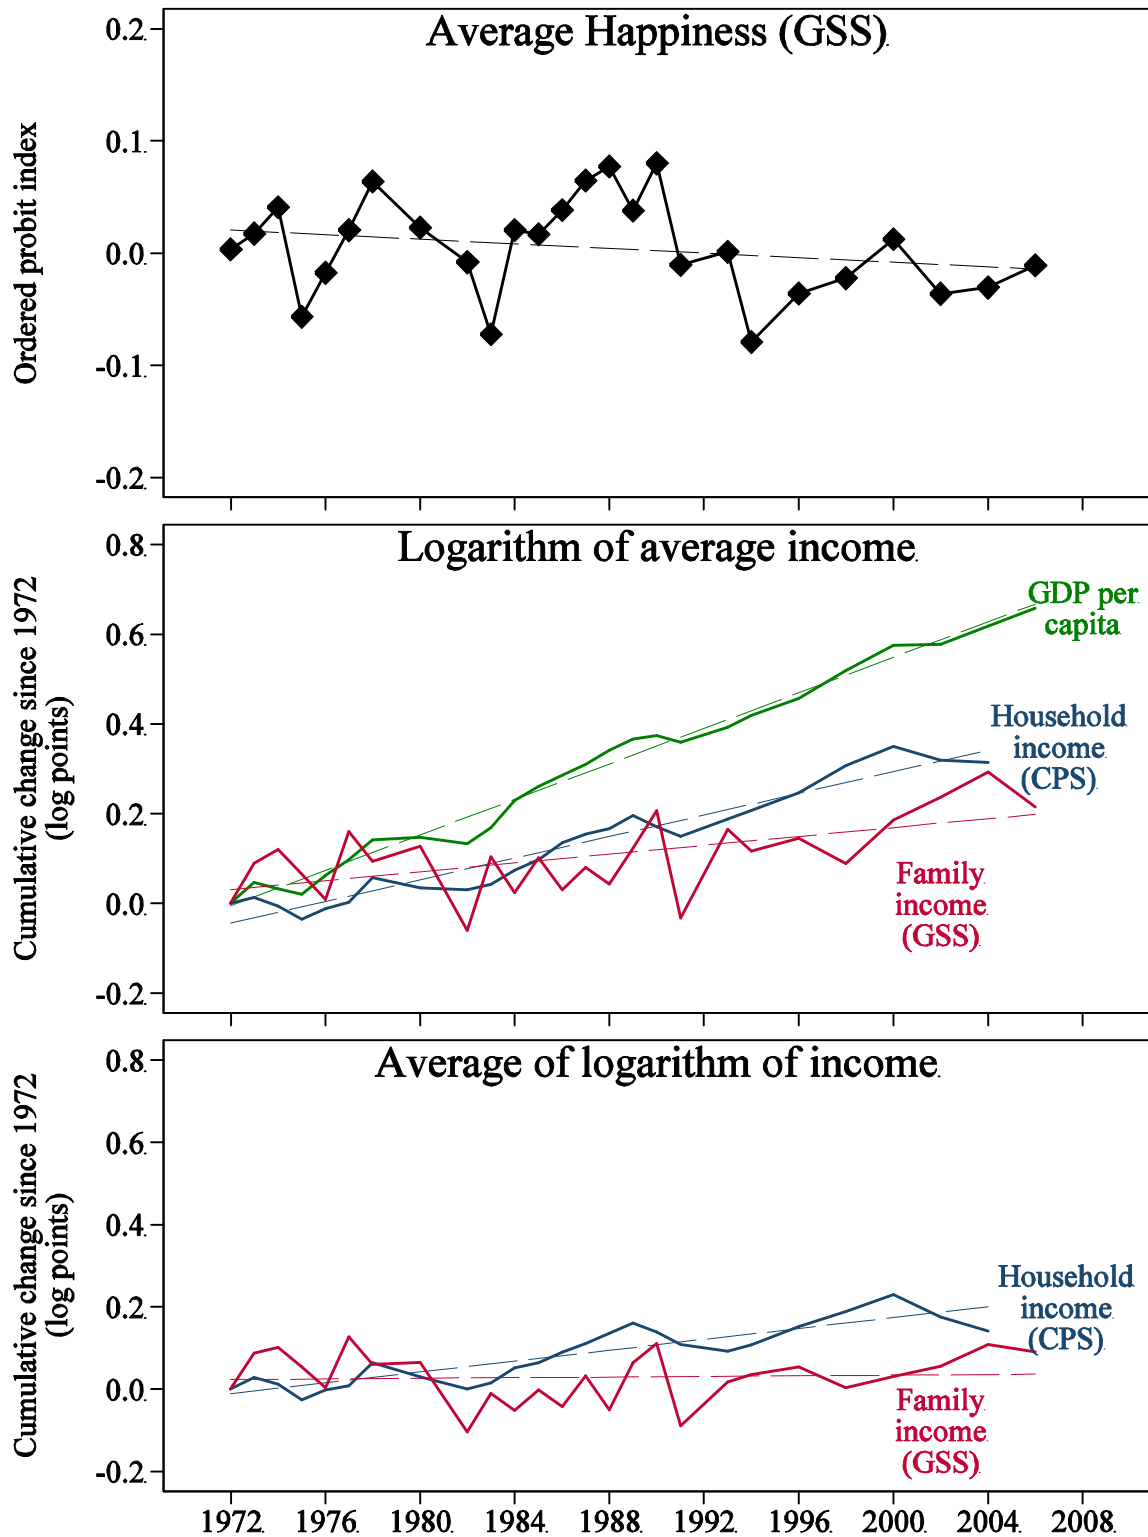 Average Happiness (GSS)
Ordered probit index
0.2
0.1
0.0
-0.1
-0.2
Logarithm of average income
Cumulative change since 1972
(log points)
0.8
0.6
0.4
0.2
0.0
-0.2
GDP per
capita
Household
income
(CPS)
Family
income
(GSS)
Average of logarithm of income
Cumulative change since 1972
(log points)
0.8
0.6
0.4
0.2
0.0
-0.2
Household
income
(CPS)
Family
income
(GSS)
1972 1976 1980 1984 1988 1992 1996 2000 2004 2008